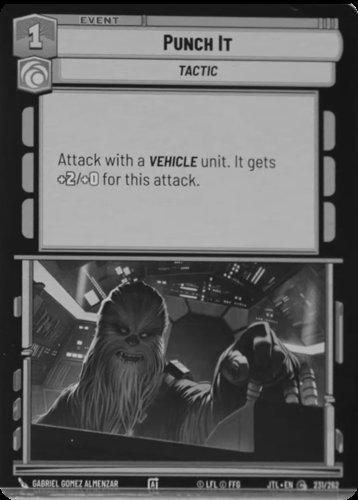 EVENT
1
PUNCH IT
TACTIC
Attack with a VEHICLE unit. It gets
+2/+0 for this attack.
GABRIEL GOMEZ ALMENZAR
A1
© LFL © FFG
JTL • EN
231/262